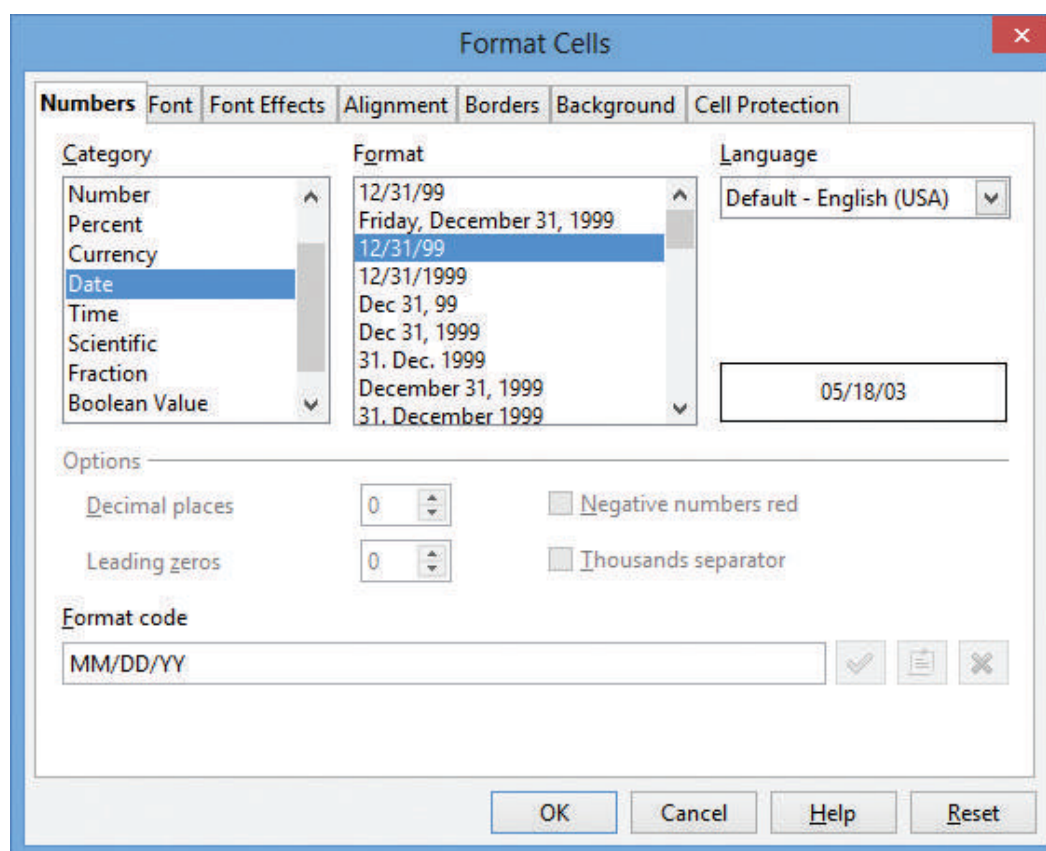 Format Cells
Numbers Font Font Effects Alignment Borders Background Cell Protection
Category
Number
Percent
Currency
Date
Time
Scientific
Fraction
Boolean Value
Format
12/31/99
Friday, December 31, 1999
12/31/99
12/31/1999
Dec 31, 99
Dec 31, 1999
31. Dec. 1999
December 31, 1999
31. December 1999
Language
Default - English (USA)
05/18/03
Options
Decimal places 0 Negative numbers red
Leading zeros 0 Thousands separator
Format code
MM/DD/YY
OK Cancel Help Reset